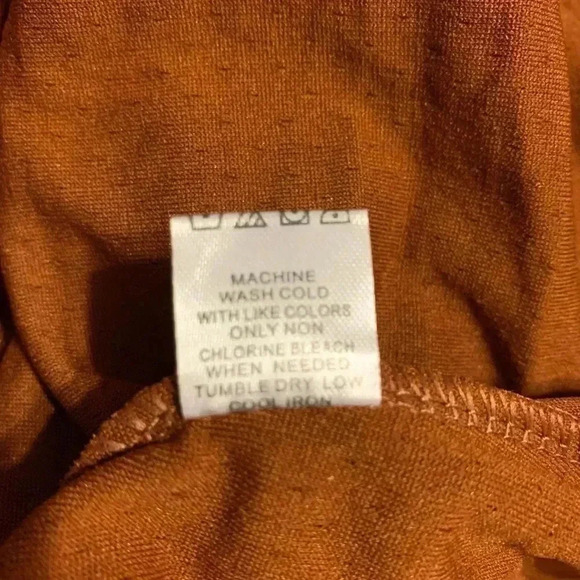 MACHINE
WASH COLD
WITH LIKE COLORS
ONLY NON
CHLORINE BLEACH
WHEN NEEDED
TUMBLE DRY LOW
COOL IRON